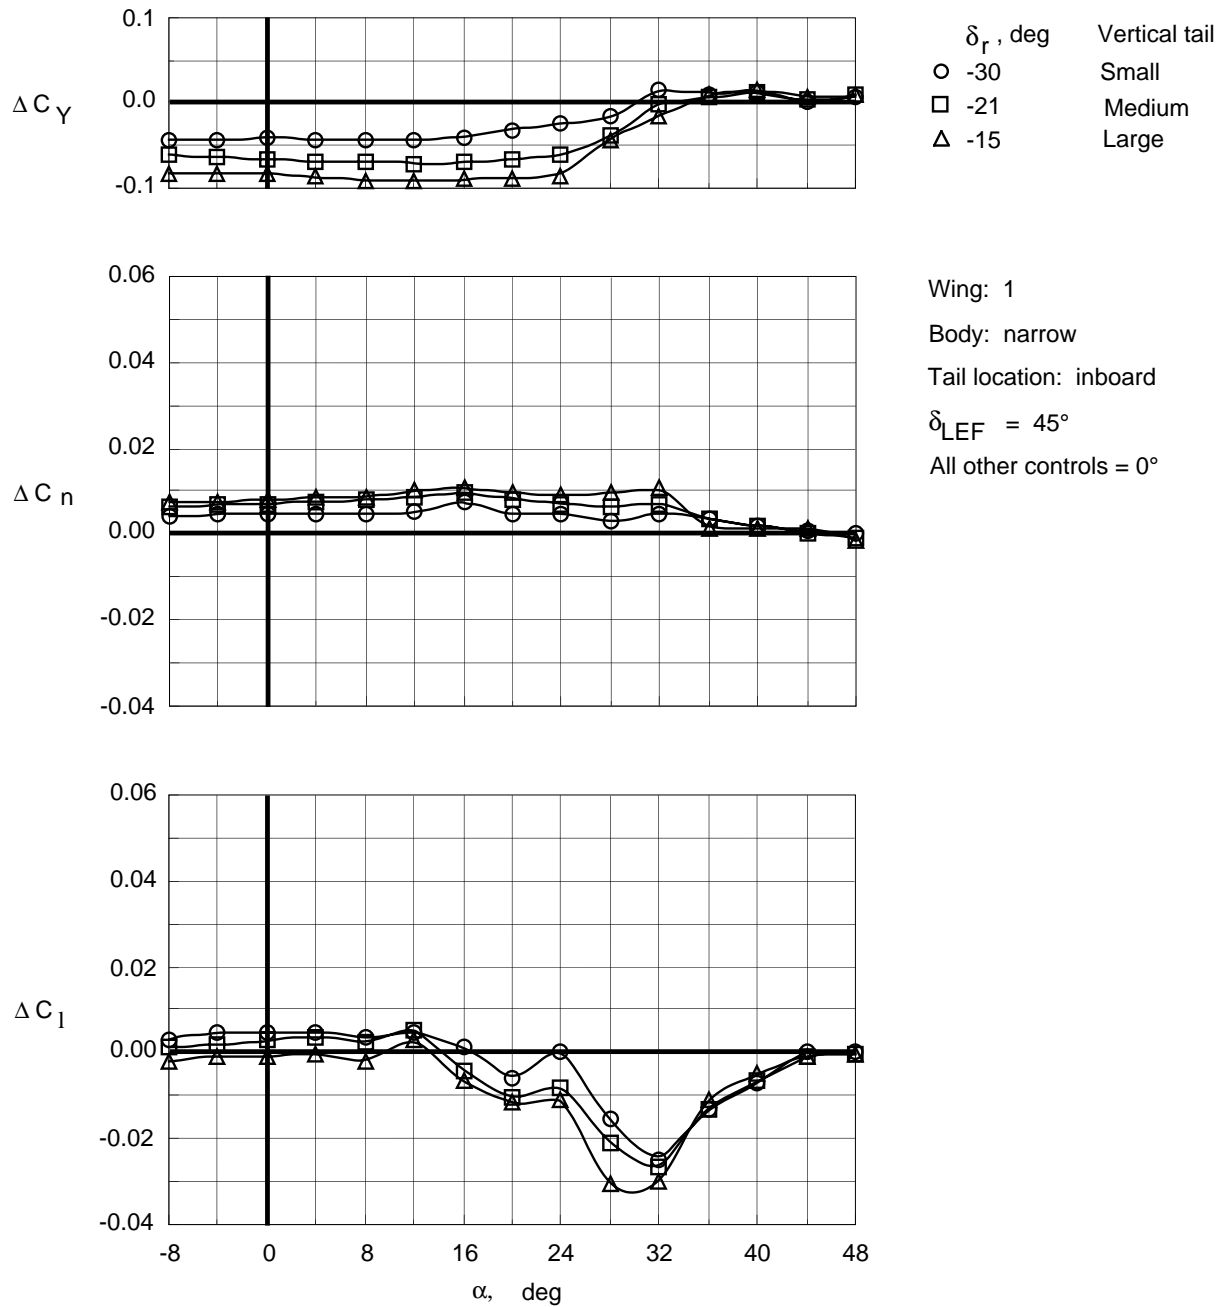 0.1
Δ C Y
0.0
-0.1
δr , deg Vertical tail
-30 Small
-21 Medium
-15 Large
0.06
0.04
0.02
Δ C n
0.00
-0.02
-0.04
Wing: 1
Body: narrow
Tail location: inboard
δLEF = 45°
All other controls = 0°
0.06
0.04
0.02
Δ C l
0.00
-0.02
-0.04
-8 0 8 16 24 32 40 48
α, deg